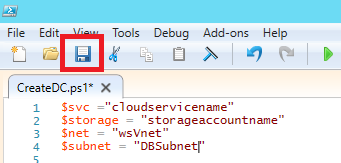 File Edit View Tools Debug Add-ons Help
CreateDC.ps1*
1 $svc ="cloudservicename"
2 $storage = "storageaccountname"
3 $net = "wsVnet"
4 $subnet = "DBSubnet"